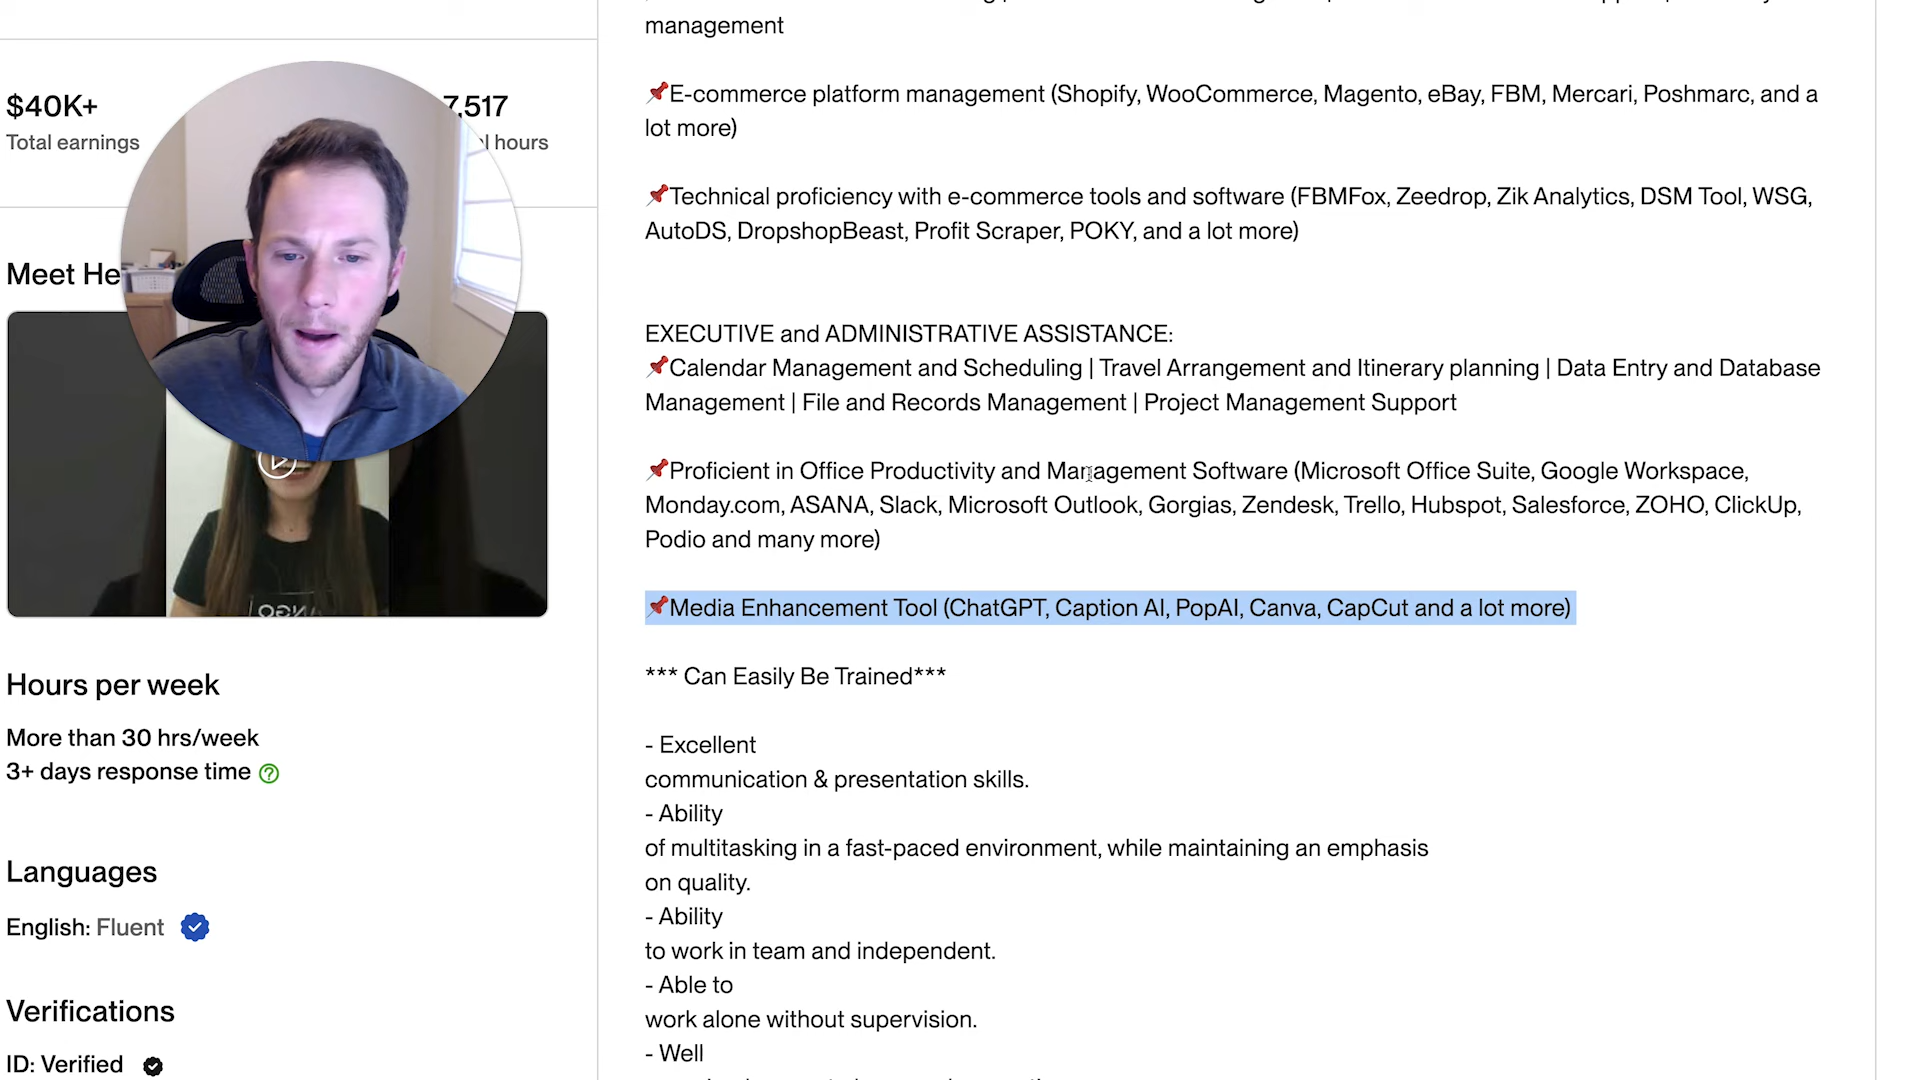 management
$40K+
Total earnings
7,517
hours
📌E-commerce platform management (Shopify, WooCommerce, Magento, eBay, FBM, Mercari, Poshmarc, and a
lot more)
📌Technical proficiency with e-commerce tools and software (FBMFox, Zeedrop, Zik Analytics, DSM Tool, WSG,
AutoDS, DropshopBeast, Profit Scraper, POKY, and a lot more)
Meet He
EXECUTIVE and ADMINISTRATIVE ASSISTANCE:
📌Calendar Management and Scheduling | Travel Arrangement and Itinerary planning | Data Entry and Database
Management | File and Records Management | Project Management Support
📌Proficient in Office Productivity and Management Software (Microsoft Office Suite, Google Workspace,
Monday.com, ASANA, Slack, Microsoft Outlook, Gorgias, Zendesk, Trello, Hubspot, Salesforce, ZOHO, ClickUp,
Podio and many more)
📌Media Enhancement Tool (ChatGPT, Caption AI, PopAI, Canva, CapCut and a lot more)
*** Can Easily Be Trained***
- Excellent
communication & presentation skills.
- Ability
of multitasking in a fast-paced environment, while maintaining an emphasis
on quality.
- Ability
to work in team and independent.
- Able to
work alone without supervision.
- Well
Hours per week
More than 30 hrs/week
3+ days response time
Languages
English: Fluent
Verifications
ID: Verified